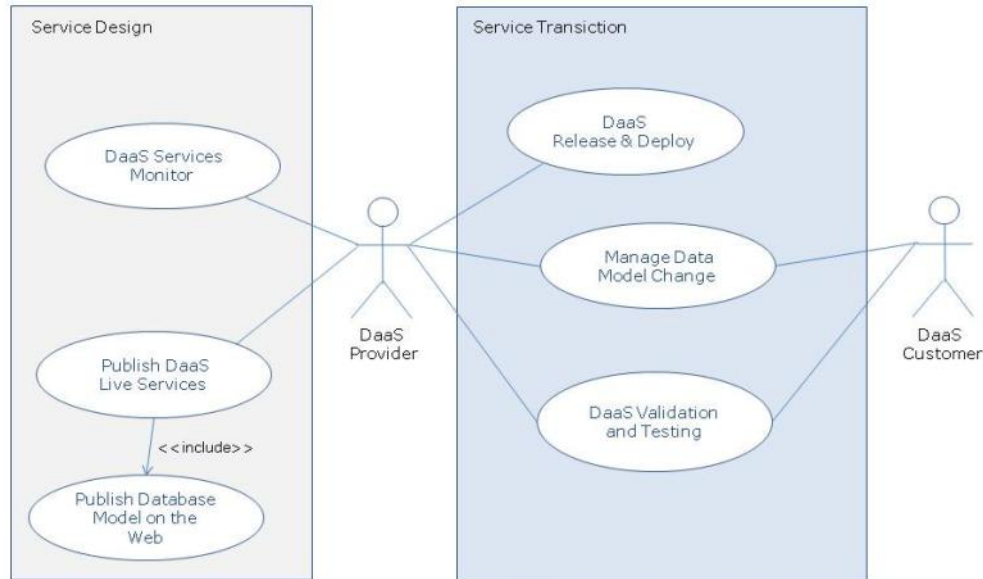 Service Design
DaaS Services
Monitor
Publish DaaS
Live Services
<<include>>
Publish Database
Model on the
Web
DaaS
Provider
Service Transiction
DaaS
Release & Deploy
Manage Data
Model Change
DaaS Validation
and Testing
DaaS
Customer